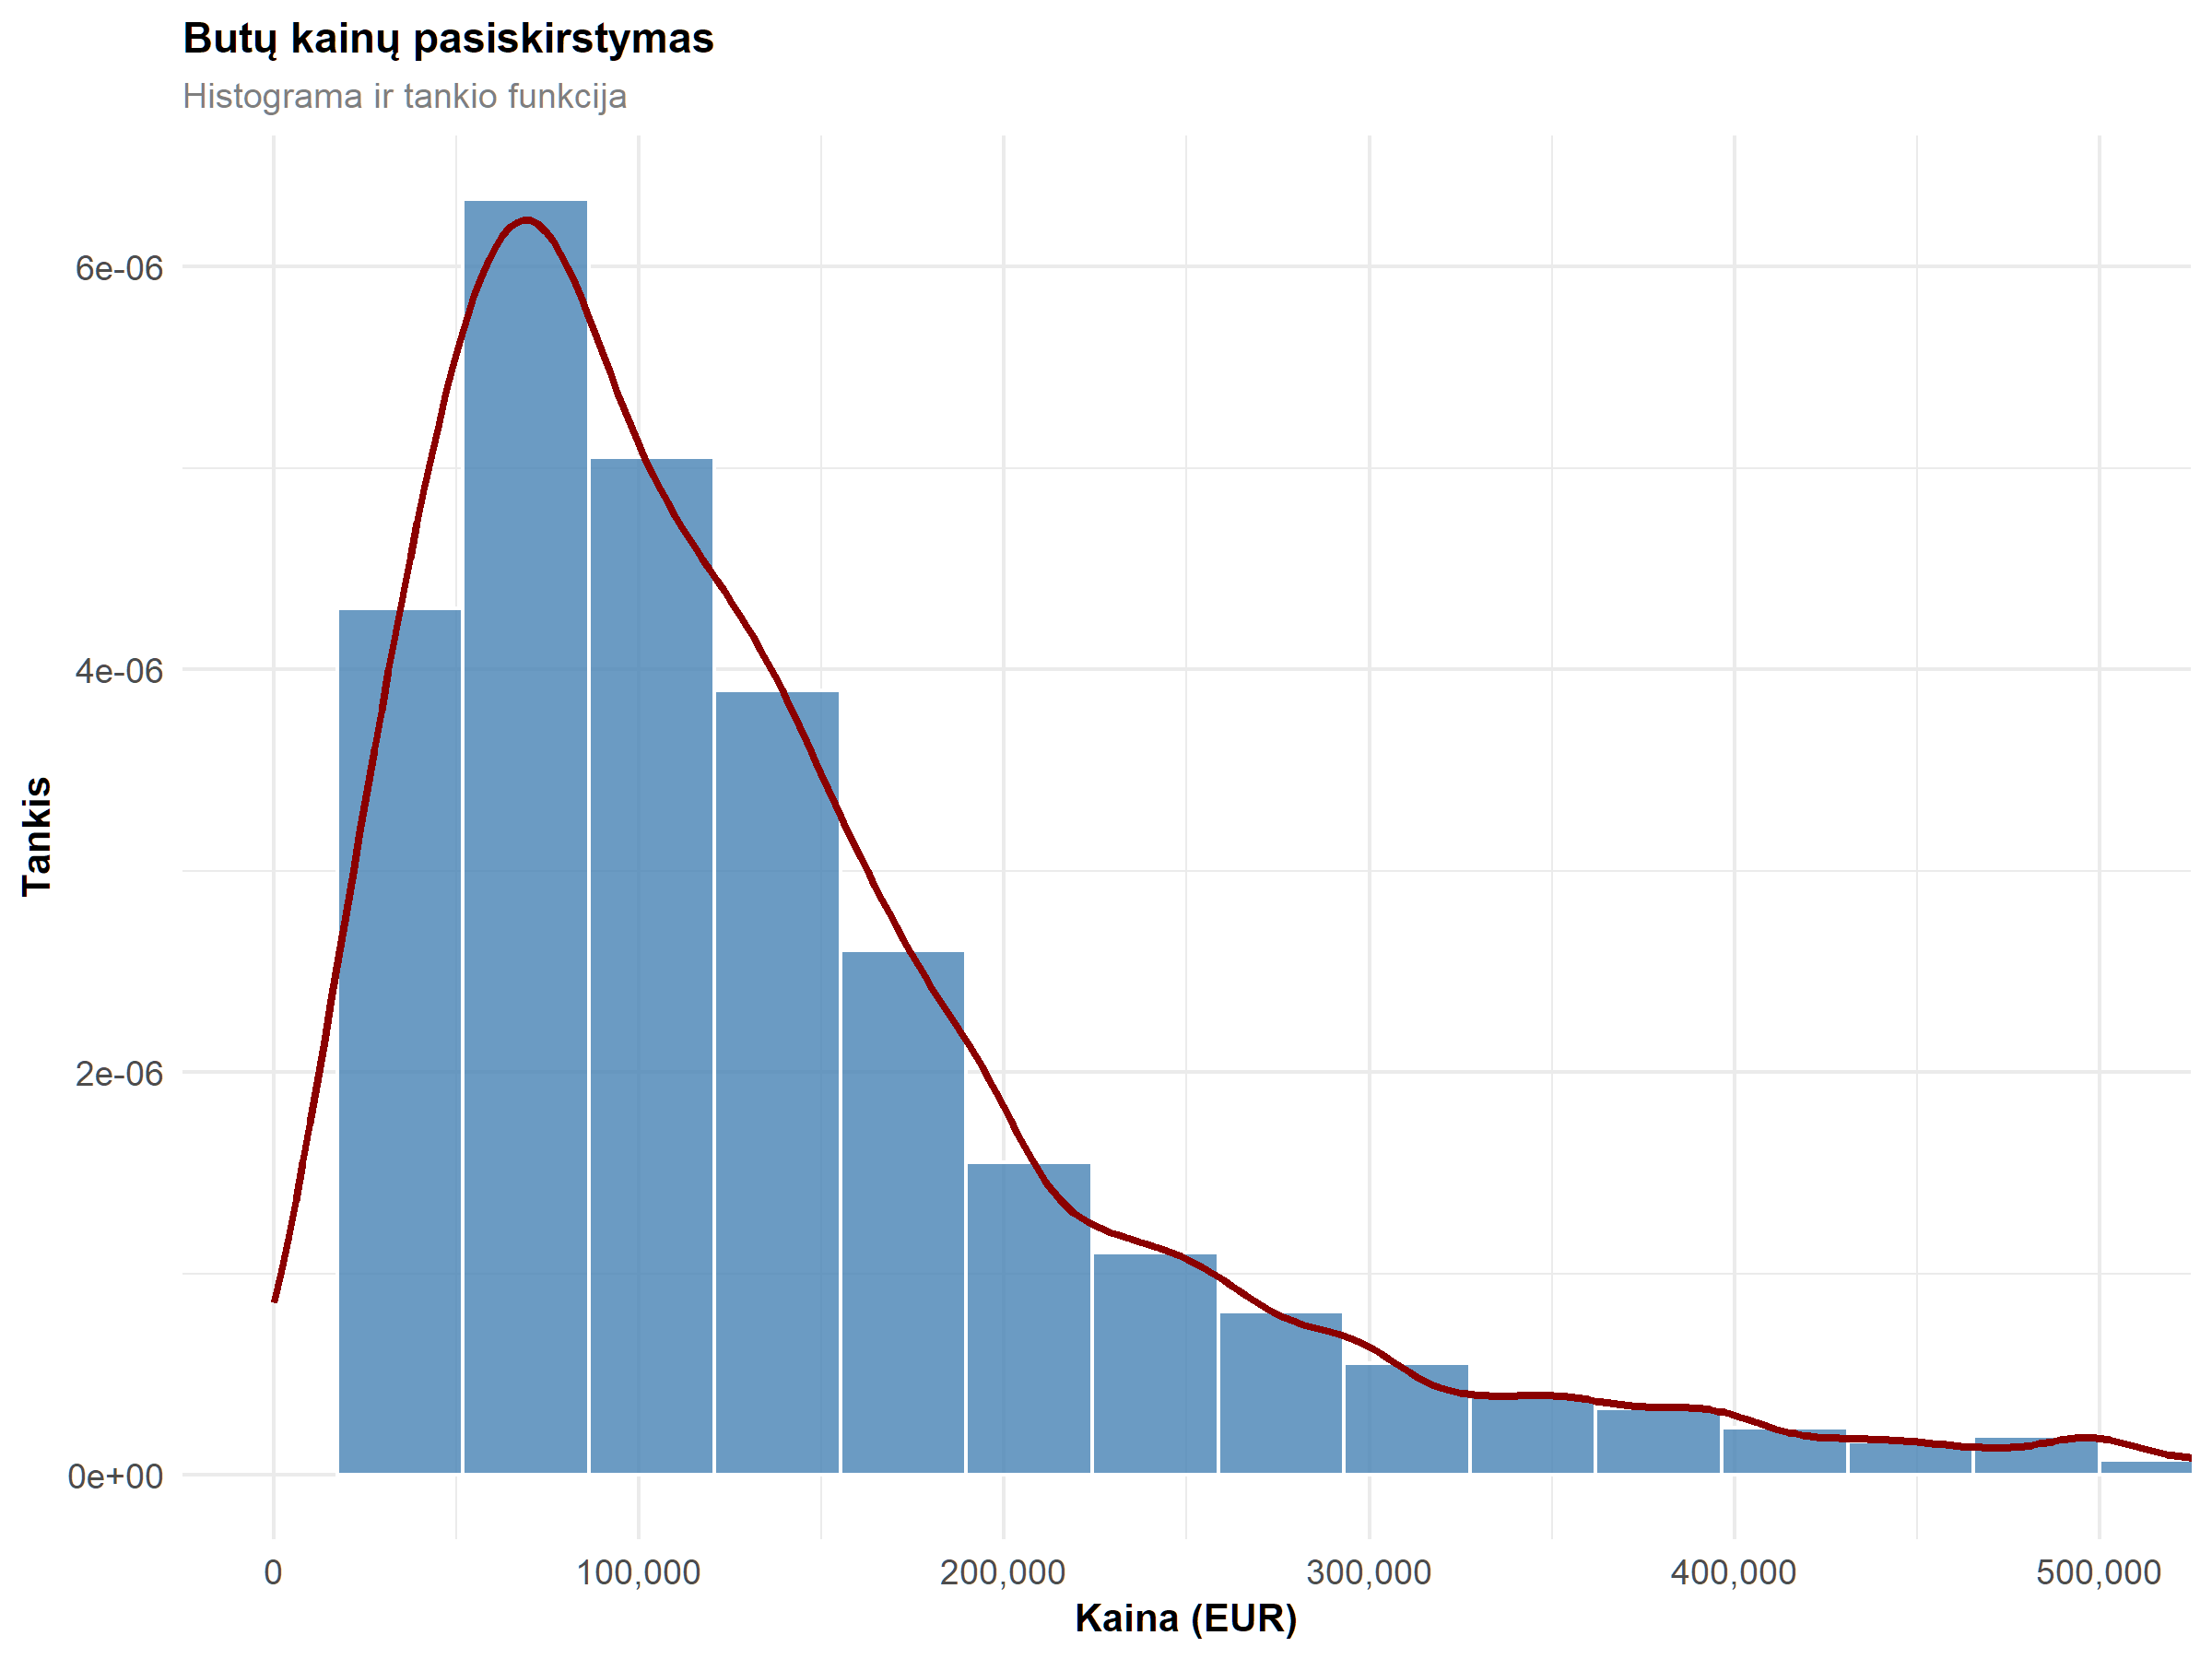 Butų kainų pasiskirstymas
Histograma ir tankio funkcija
Tankis
6e-06
4e-06
2e-06
0e+00
0
100,000
200,000
300,000
400,000
500,000
Kaina (EUR)